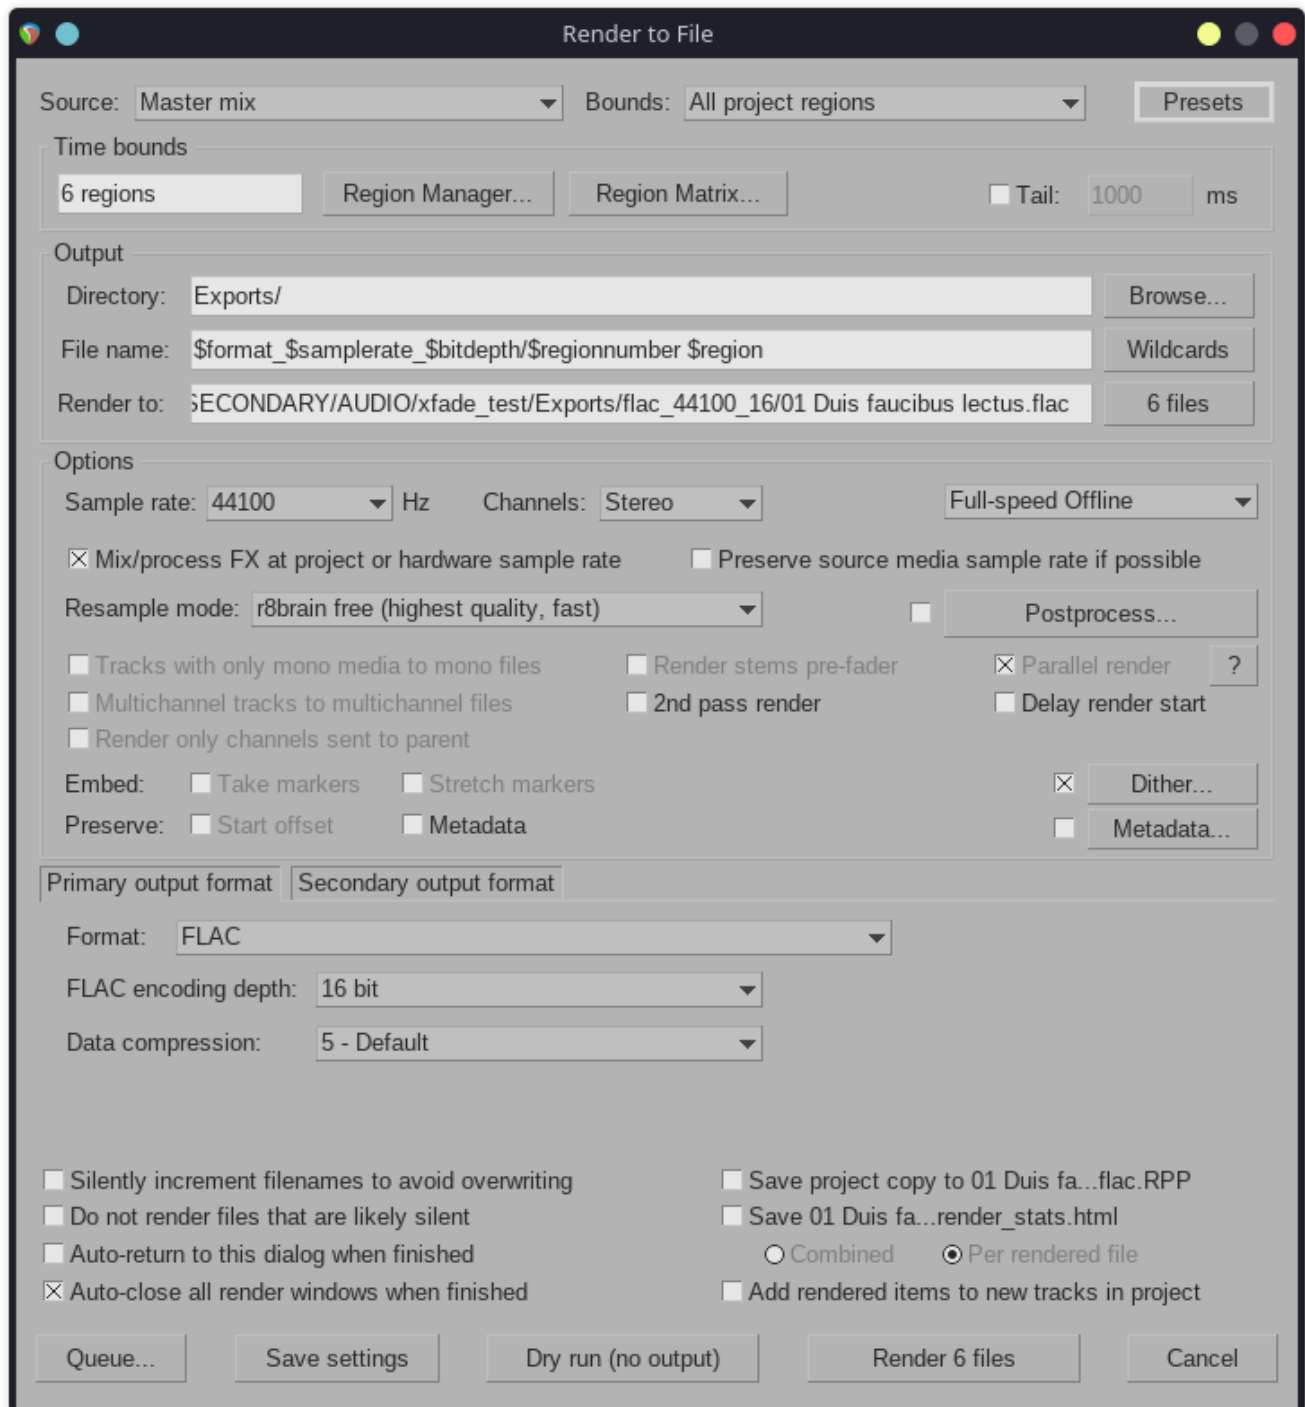 Render to File
Source: Master mix Bounds: All project regions Presets
Time bounds
6 regions Region Manager... Region Matrix... Tail: 1000 ms
Output
Directory: Exports/ Browse...
File name: $format_$samplerate_$bitdepth/$regionnumber $region Wildcards
Render to: SECONDARY/AUDIO/xfade_test/Exports/flac_44100_16/01 Duis faucibus lectus.flac 6 files
Options
Sample rate: 44100 Hz Channels: Stereo Full-speed Offline
Mix/process FX at project or hardware sample rate Preserve source media sample rate if possible
Resample mode: r8brain free (highest quality, fast) Postprocess...
Tracks with only mono media to mono files Render stems pre-fader Parallel render ?
Multichannel tracks to multichannel files 2nd pass render Delay render start
Render only channels sent to parent
Embed: Take markers Stretch markers Dither...
Preserve: Start offset Metadata Metadata...
Primary output format Secondary output format
Format: FLAC
FLAC encoding depth: 16 bit
Data compression: 5 - Default
Silently increment filenames to avoid overwriting Save project copy to 01 Duis fa...flac.RPP
Do not render files that are likely silent Save 01 Duis fa...render_stats.html
Auto-return to this dialog when finished Combined Per rendered file
Auto-close all render windows when finished Add rendered items to new tracks in project
Queue... Save settings Dry run (no output) Render 6 files Cancel